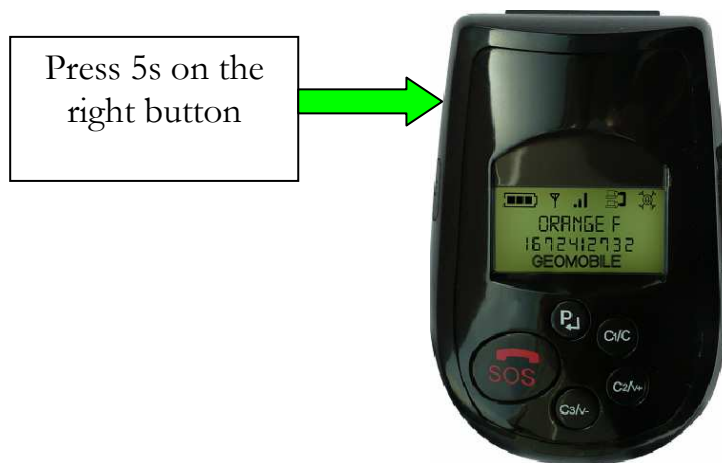 Press 5s on the
right button
ORANGE F
1672412732
GEOMOBILE
P↵
C1/C
SOS
C2/V+
C3/V-